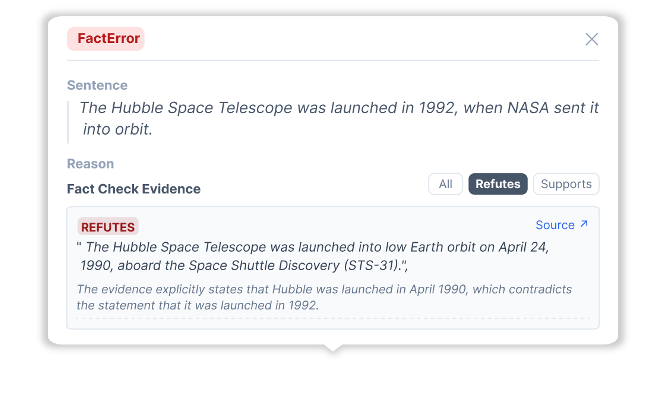 FactError
Sentence
The Hubble Space Telescope was launched in 1992, when NASA sent it
into orbit.
Reason
Fact Check Evidence
All
Refutes
Supports
REFUTES
Source ↗
" The Hubble Space Telescope was launched into low Earth orbit on April 24,
1990, aboard the Space Shuttle Discovery (STS-31).",
The evidence explicitly states that Hubble was launched in April 1990, which contradicts
the statement that it was launched in 1992.